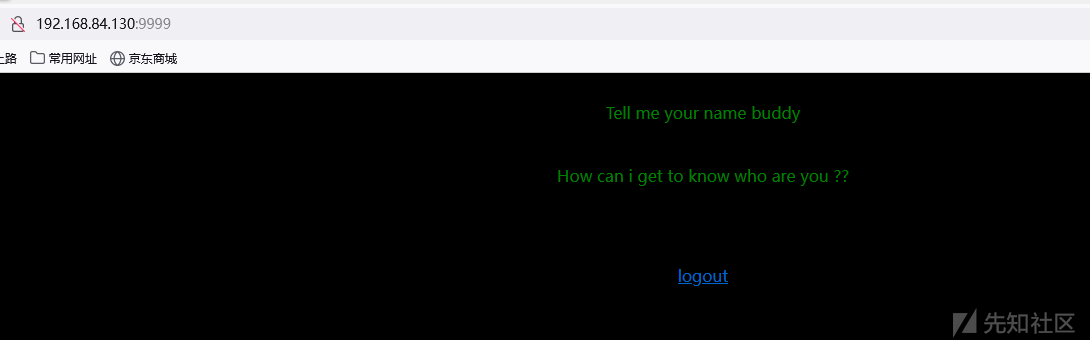 192.168.84.130:9999
上路 常用网址 京东商城
Tell me your name buddy
How can i get to know who are you ??
logout
先知社区